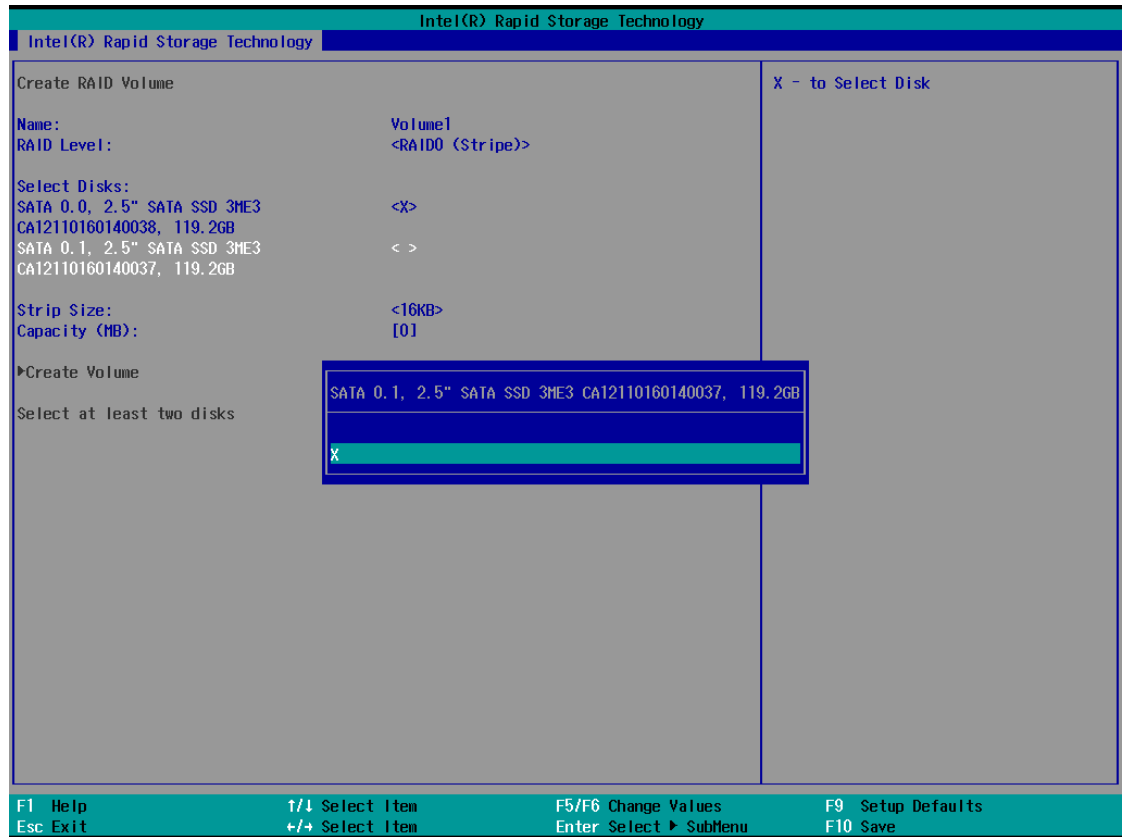 Intel(R) Rapid Storage Technology
Intel(R) Rapid Storage Technology
Create RAID Volume
X - to Select Disk
Name: Volume1
RAID Level: <RAID0 (Stripe)>
Select Disks:
SATA 0.0, 2.5" SATA SSD 3ME3 <X>
CA12110160140038, 119.2GB
SATA 0.1, 2.5" SATA SSD 3ME3 < >
CA12110160140037, 119.2GB
Strip Size: <16KB>
Capacity (MB): [0]
▶Create Volume
Select at least two disks
SATA 0.1, 2.5" SATA SSD 3ME3 CA12110160140037, 119.2GB
X
F1 Help ↑/↓ Select Item F5/F6 Change Values F9 Setup Defaults
Esc Exit ←/→ Select Item Enter Select ▶ SubMenu F10 Save